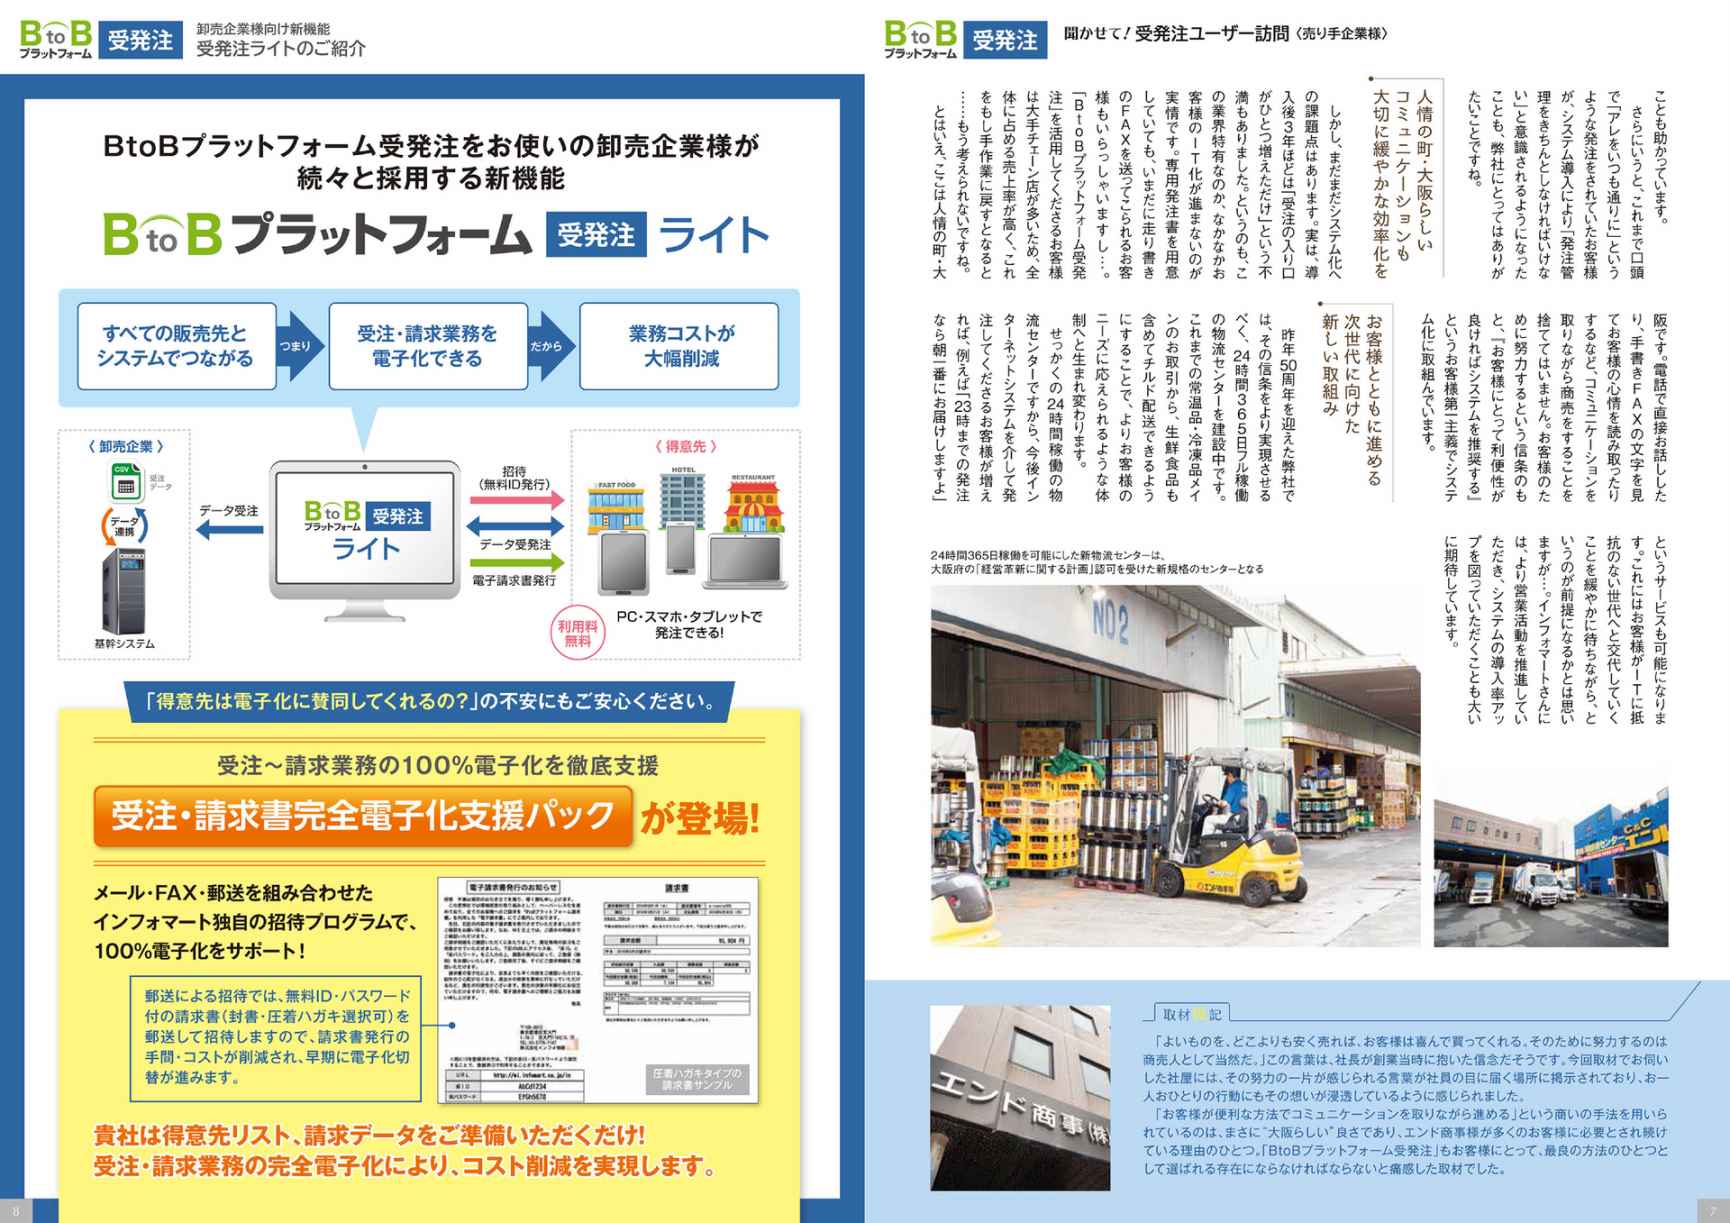 BtoB
プラットフォーム
受発注
聞かせて！受発注ユーザー訪問〈売り手企業様〉
ことも助かっています。
さらにいうと、これまで口頭
で「アレをいつも通りに」という
ような発注をされていたお客様
が、システム導入により「発注管
理をきちんとしなければいけな
い」と意識されるようになった
ことも、弊社にとってはありが
たいことですね。
人情の町・大阪らしい
コミュニケーションも
大切に緩やかな効率化を
しかし、まだまだシステム化へ
の課題点はあります。実は、導
入後3年ほどは「受注の入り口
がひとつ増えただけ」という不
満もありました。というのも、こ
の業界特有なのか、なかなかお
客様のIT化が進まないのが
実情です。専用発注書を用意
していても、いまだに走り書き
のFAXを送ってこられるお客
様もいらっしゃいますし…。
「BtoBプラットフォーム受発
注」を活用してくださるお客様
は大手チェーン店が多いため、全
体に占める売上率が高く、これ
をもし手作業に戻すとなると
……もう考えられないですね。
とはいえ、ここは人情の町・大
阪です。電話で直接お話しした
り、手書きFAXの文字を見
てお客様の心情を読み取ったり
するなど、コミュニケーションを
取りながら商売をすることを
捨ててはいません。お客様のた
めに努力するという信条のも
と、『お客様にとって利便性が
良ければシステムを推奨する』
というお客様第一主義でシステ
ム化に取組んでいます。
お客様とともに進める
次世代に向けた
新しい取組み
昨年50周年を迎えた弊社で
は、その信条をより実現させる
べく、24時間365日フル稼働
の物流センターを建設中です。
これまでの常温品・冷凍品メイ
ンのお取引から、生鮮食品も
含めてチルド配送できるよう
にすることで、よりお客様の
ニーズに応えられるような体
制へと生まれ変わります。
せっかくの24時間稼働の物
流センターですから、今後イン
ターネットシステムを介して発
注してくださるお客様が増え
れば、例えば「23時までの発注
なら朝一番にお届けしますよ」
というサービスも可能になりま
す。これにはお客様がITに抵
抗のない世代へと交代していく
ことを緩やかに待ちながら、と
いうのが前提になるかとは思い
ますが…。インフォマートさんに
は、より営業活動を推進してい
ただき、システムの導入率アッ
プを図っていただくことも大い
に期待しています。
24時間365日稼働を可能にした新物流センターは、
大阪府の「経営革新に関する計画」認可を受けた新規格のセンターとなる
NO2
C&C
エンド商事(株
取材後記
「よいものを、どこよりも安く売れば、お客様は喜んで買ってくれる。そのために努力するのは
商売人として当然だ。」この言葉は、社長が創業当時に抱いた信念だそうです。今回取材でお伺い
した社屋には、その努力の一片が感じられる言葉が社員の目に届く場所に掲示されており、お一
人おひとりの行動にもその想いが浸透しているように感じられました。
「お客様が便利な方法でコミュニケーションを取りながら進める」という商いの手法を用いら
れているのは、まさに“大阪らしい”良さであり、エンド商事様が多くのお客様に必要とされ続け
ている理由のひとつ。「BtoBプラットフォーム受発注」もお客様にとって、最良の方法のひとつと
して選ばれる存在にならなければならないと痛感した取材でした。
7
BtoB
プラットフォーム
受発注
卸売企業様向け新機能
受発注ライトのご紹介
BtoBプラットフォーム受発注をお使いの卸売企業様が
続々と採用する新機能
BtoBプラットフォーム 受発注 ライト
すべての販売先と
システムでつながる
つまり
受注・請求業務を
電子化できる
だから
業務コストが
大幅削減
〈 卸売企業 〉
CSV
受注
データ
データ
連携
基幹システム
データ受注
BtoB
プラットフォーム
受発注
ライト
招待
(無料ID発行)
データ受発注
電子請求書発行
〈 得意先 〉
FAST FOOD
HOTEL
RESTAURANT
利用料
無料
PC・スマホ・タブレットで
発注できる!
「得意先は電子化に賛同してくれるの?」の不安にもご安心ください。
受注～請求業務の100%電子化を徹底支援
受注・請求書完全電子化支援パック が登場!
メール・FAX・郵送を組み合わせた
インフォマート独自の招待プログラムで、
100%電子化をサポート!
郵送による招待では、無料ID・パスワード
付の請求書(封書・圧着ハガキ選択可)を
郵送して招待しますので、請求書発行の
手間・コストが削減され、早期に電子化切
替が進みます。
電子請求書発行のお知らせ
請求書
URL
AbCd1234
EfGh5678
圧着ハガキタイプの
請求書サンプル
貴社は得意先リスト、請求データをご準備いただくだけ!
受注・請求業務の完全電子化により、コスト削減を実現します。
8